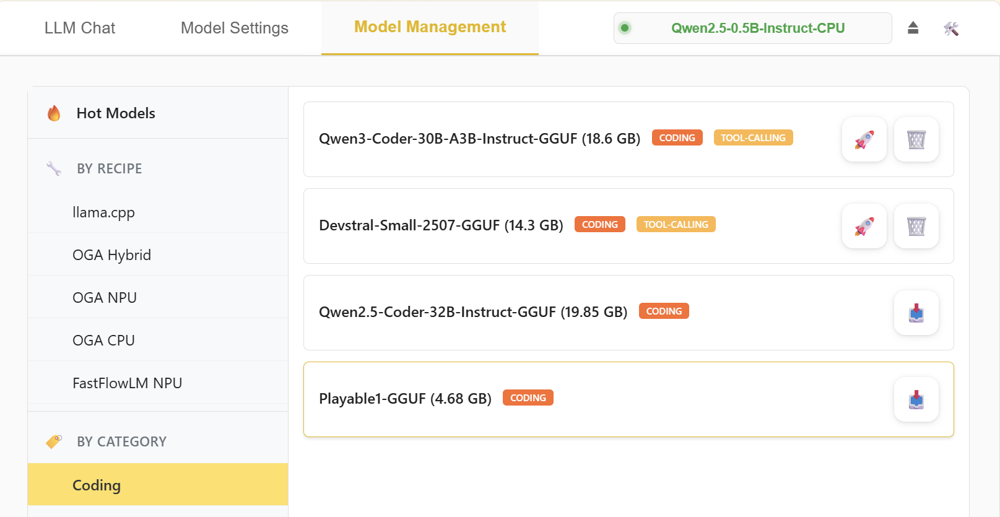 LLM Chat
Model Settings
Model Management
Qwen2.5-0.5B-Instruct-CPU
Hot Models
BY RECIPE
llama.cpp
OGA Hybrid
OGA NPU
OGA CPU
FastFlowLM NPU
BY CATEGORY
Coding
Qwen3-Coder-30B-A3B-Instruct-GGUF (18.6 GB) CODING TOOL-CALLING
Devstral-Small-2507-GGUF (14.3 GB) CODING TOOL-CALLING
Qwen2.5-Coder-32B-Instruct-GGUF (19.85 GB) CODING
Playable1-GGUF (4.68 GB) CODING